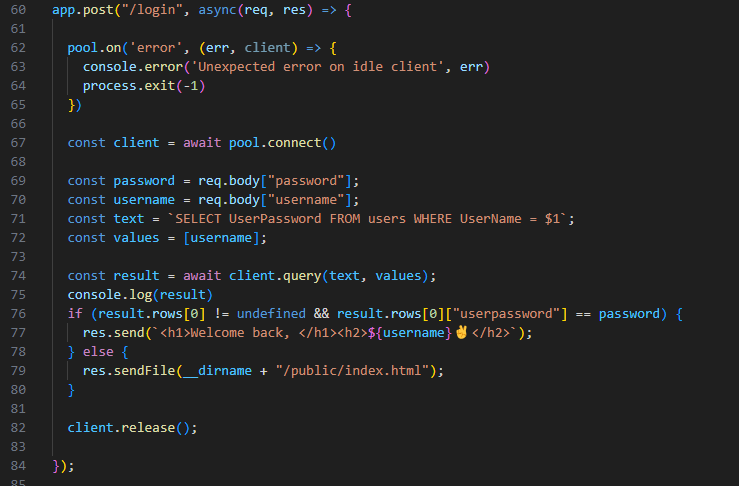 60 app.post("/login", async(req, res) => {
61
62 pool.on('error', (err, client) => {
63 console.error('Unexpected error on idle client', err)
64 process.exit(-1)
65 })
66
67 const client = await pool.connect()
68
69 const password = req.body["password"];
70 const username = req.body["username"];
71 const text = `SELECT UserPassword FROM users WHERE UserName = $1`;
72 const values = [username];
73
74 const result = await client.query(text, values);
75 console.log(result)
76 if (result.rows[0] != undefined && result.rows[0]["userpassword"] == password) {
77 res.send(`<h1>Welcome back, </h1><h2>${username}✌</h2>`);
78 } else {
79 res.sendFile(__dirname + "/public/index.html");
80 }
81
82 client.release();
83
84 });
85